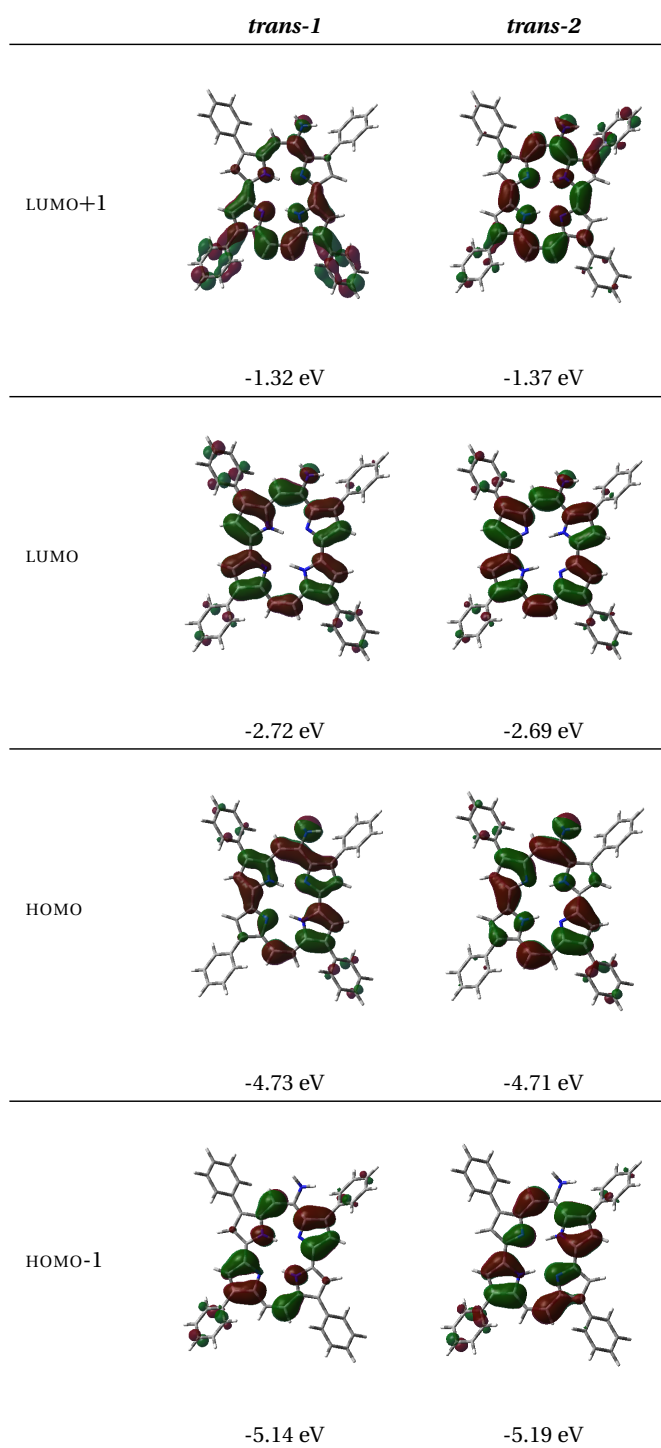 trans-1 trans-2
LUMO+1
-1.32 eV -1.37 eV
LUMO
-2.72 eV -2.69 eV
HOMO
-4.73 eV -4.71 eV
HOMO-1
-5.14 eV -5.19 eV